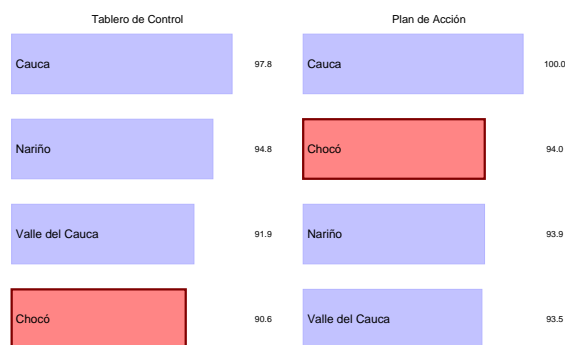 Tablero de Control
Cauca 97.8
Nariño 94.8
Valle del Cauca 91.9
Chocó 90.6
Plan de Acción
Cauca 100.0
Chocó 94.0
Nariño 93.9
Valle del Cauca 93.5